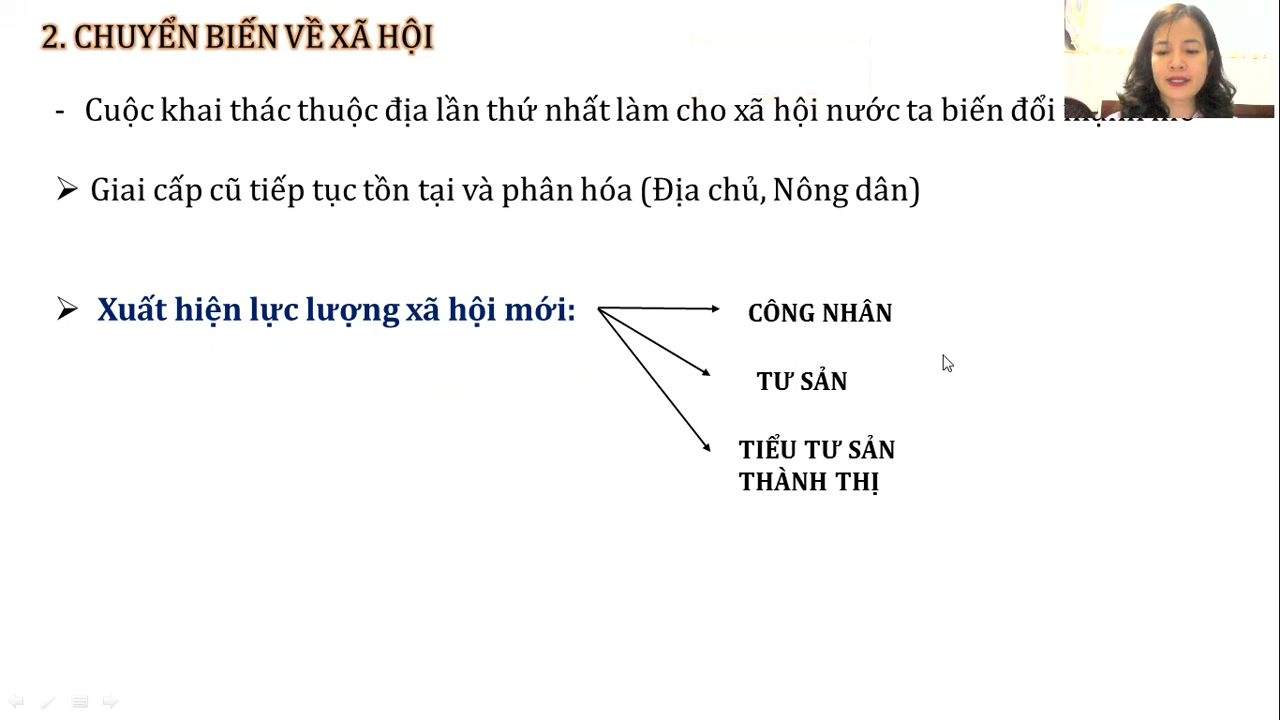 2. CHUYỂN BIẾN VỀ XÃ HỘI
- Cuộc khai thác thuộc địa lần thứ nhất làm cho xã hội nước ta biến đổi
➢ Giai cấp cũ tiếp tục tồn tại và phân hóa (Địa chủ, Nông dân)
➢ Xuất hiện lực lượng xã hội mới:
CÔNG NHÂN
TƯ SẢN
TIỂU TƯ SẢN
THÀNH THỊ